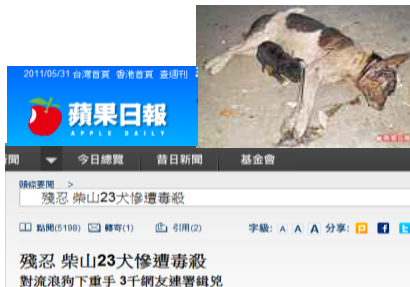 2011/05/31 台灣首頁 香港首頁 壹週刊
蘋果日報
APPLE DAILY
聞 ▼ 今日總覽 昔日新聞 基金會
頭條要聞 >
殘忍 柴山23犬慘遭毒殺
點閱(5198) 轉寄(1) 引用(2) 字級: A A A 分享:
殘忍 柴山23犬慘遭毒殺
對流浪狗下重手 3千網友連署緝兇